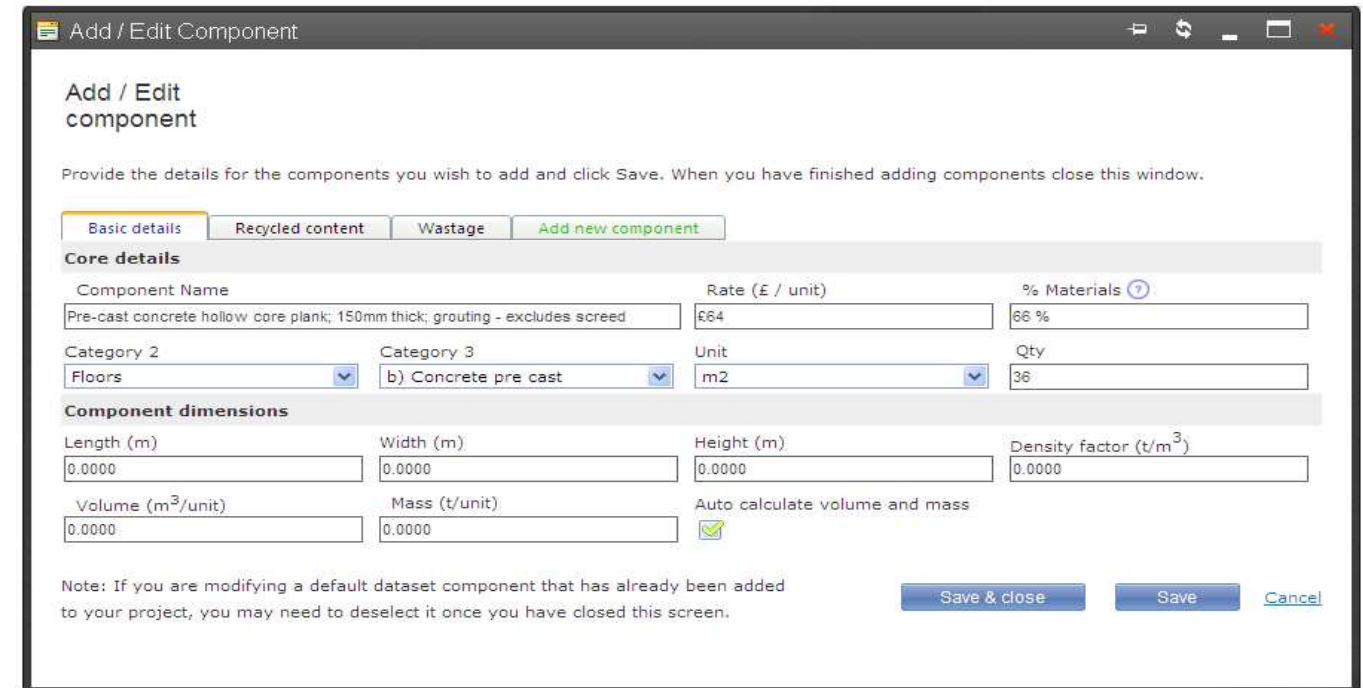 Add / Edit Component
Add / Edit
component
Provide the details for the components you wish to add and click Save. When you have finished adding components close this window.
Basic details Recycled content Wastage Add new component
Core details
Component Name Rate (£ / unit) % Materials ?
Pre-cast concrete hollow core plank; 150mm thick; grouting - excludes screed £64 66 %
Category 2 Category 3 Unit Qty
Floors b) Concrete pre cast m2 36
Component dimensions
Length (m) Width (m) Height (m) Density factor (t/m³)
0.0000 0.0000 0.0000 0.0000
Volume (m³/unit) Mass (t/unit) Auto calculate volume and mass
0.0000 0.0000
Note: If you are modifying a default dataset component that has already been added
to your project, you may need to deselect it once you have closed this screen.
Save & close Save Cancel